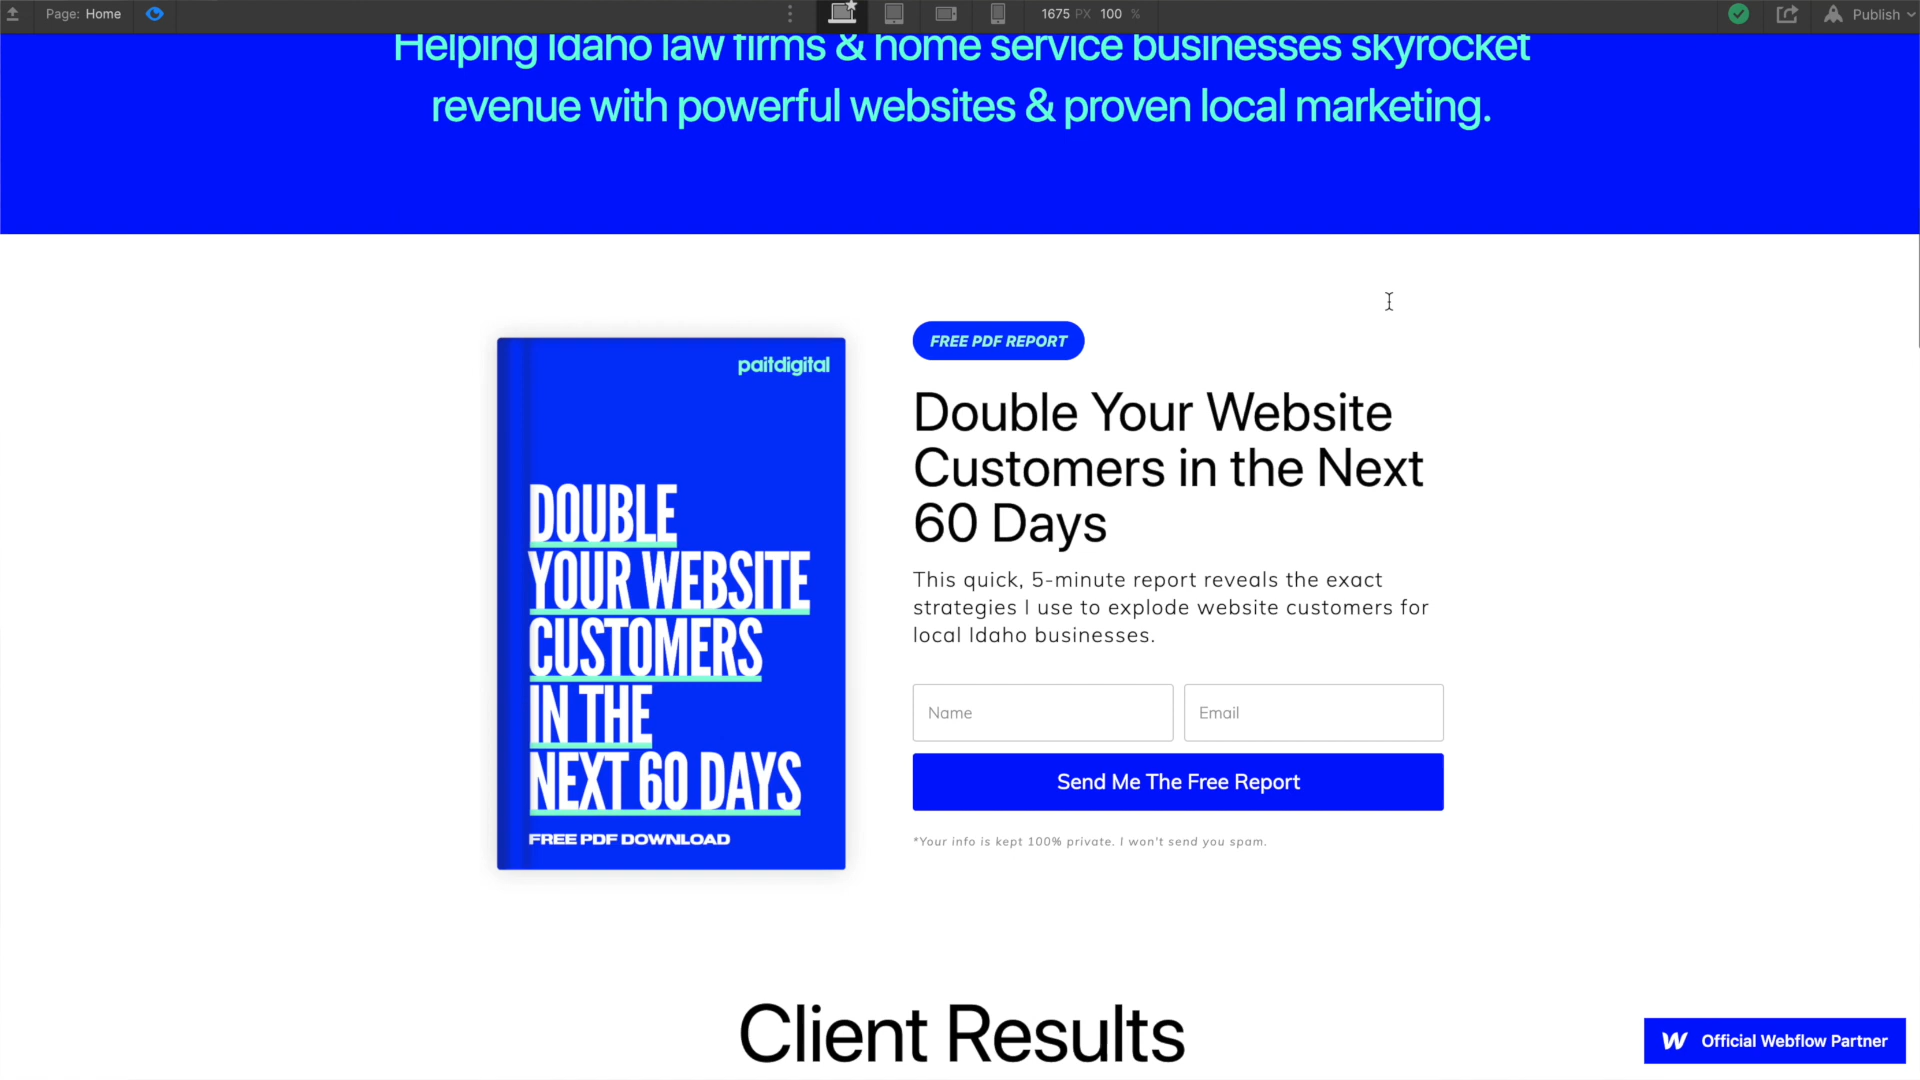 Page: Home
1675 PX 100 %
Publish
Helping Idaho law firms & home service businesses skyrocket
revenue with powerful websites & proven local marketing.
paitdigital
DOUBLE
YOUR WEBSITE
CUSTOMERS
IN THE
NEXT 60 DAYS
FREE PDF DOWNLOAD
FREE PDF REPORT
Double Your Website
Customers in the Next
60 Days
This quick, 5-minute report reveals the exact
strategies I use to explode website customers for
local Idaho businesses.
Name
Email
Send Me The Free Report
*Your info is kept 100% private. I won't send you spam.
Client Results
Official Webflow Partner